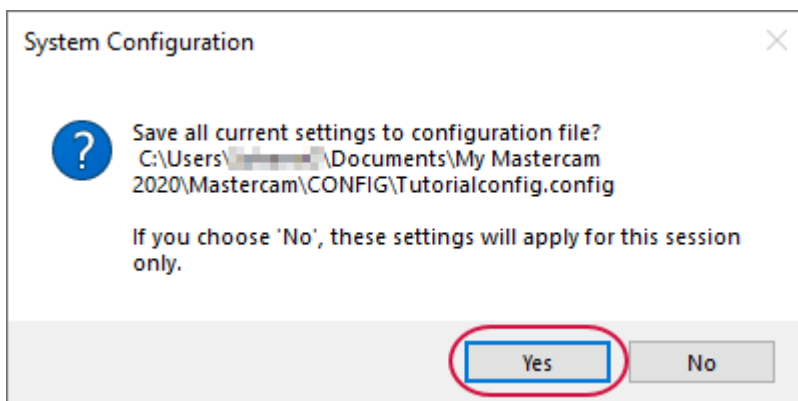 System Configuration
Save all current settings to configuration file?
C:\Users\ \Documents\My Mastercam
2020\Mastercam\CONFIG\Tutorialconfig.config
If you choose 'No', these settings will apply for this session
only.
Yes
No